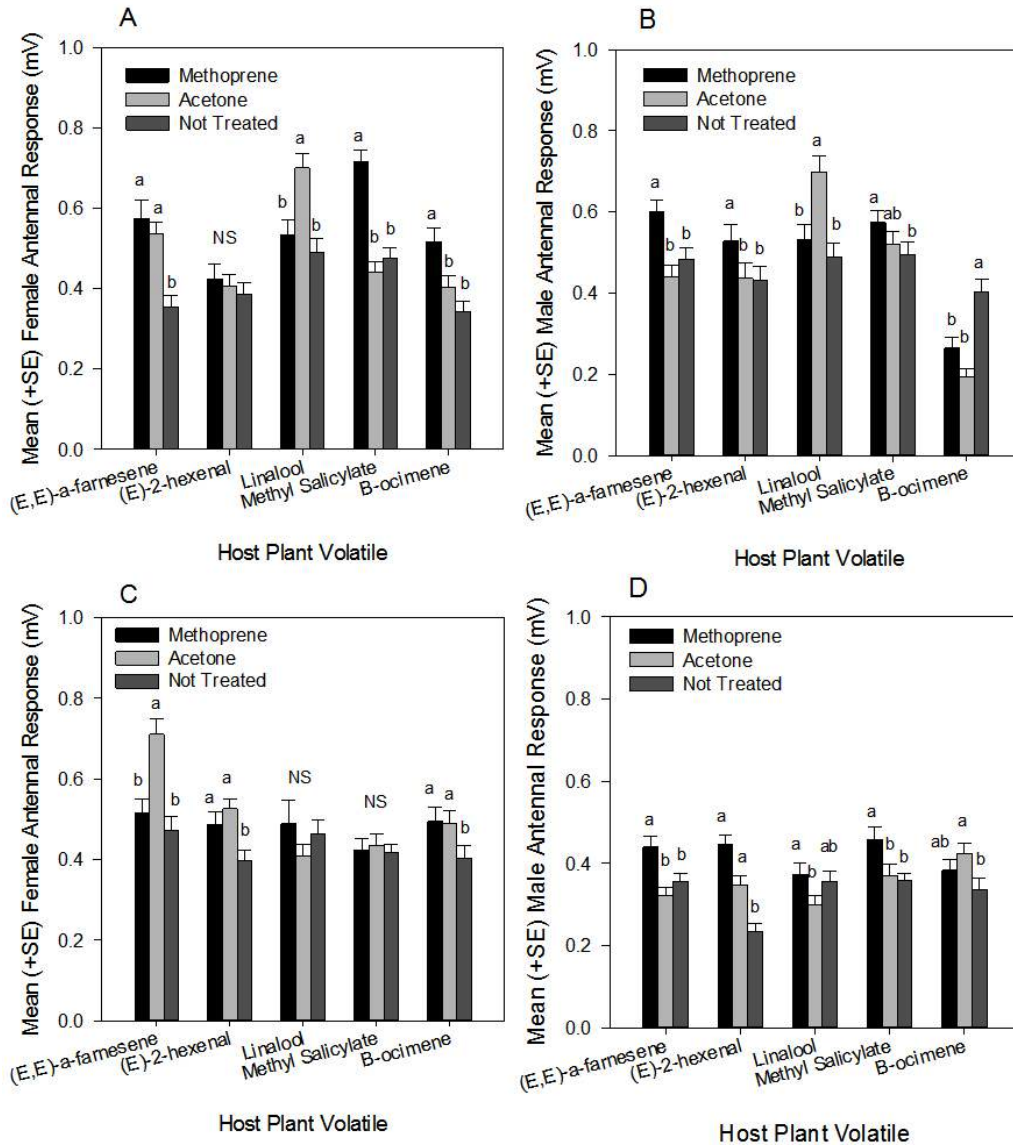 A
Mean (+SE) Female Antennal Response (mV)
1.0
0.8
0.6
0.4
0.2
0.0
Methoprene
Acetone
Not Treated
a a b
NS
b a b
a b b
a b b
(E,E)-a-farnesene
(E)-2-hexenal
Linalool
Methyl Salicylate
B-ocimene
Host Plant Volatile
B
Mean (+SE) Male Antennal Response (mV)
1.0
0.8
0.6
0.4
0.2
0.0
Methoprene
Acetone
Not Treated
a b b
a b b
b a b
a ab b
b b a
(E,E)-a-farnesene
(E)-2-hexenal
Linalool
Methyl Salicylate
B-ocimene
Host Plant Volatile
C
Mean (+SE) Female Antennal Response (mV)
1.0
0.8
0.6
0.4
0.2
0.0
Methoprene
Acetone
Not Treated
b a b
a a b
NS
NS
a a b
(E,E)-a-farnesene
(E)-2-hexenal
Linalool
Methyl Salicylate
B-ocimene
Host Plant Volatile
D
Mean (+SE) Male Antennal Response (mV)
1.0
0.8
0.6
0.4
0.2
0.0
Methoprene
Acetone
Not Treated
a b b
a a b
a b ab
a b b
ab a b
(E,E)-a-farnesene
(E)-2-hexenal
Linalool
Methyl Salicylate
B-ocimene
Host Plant Volatile